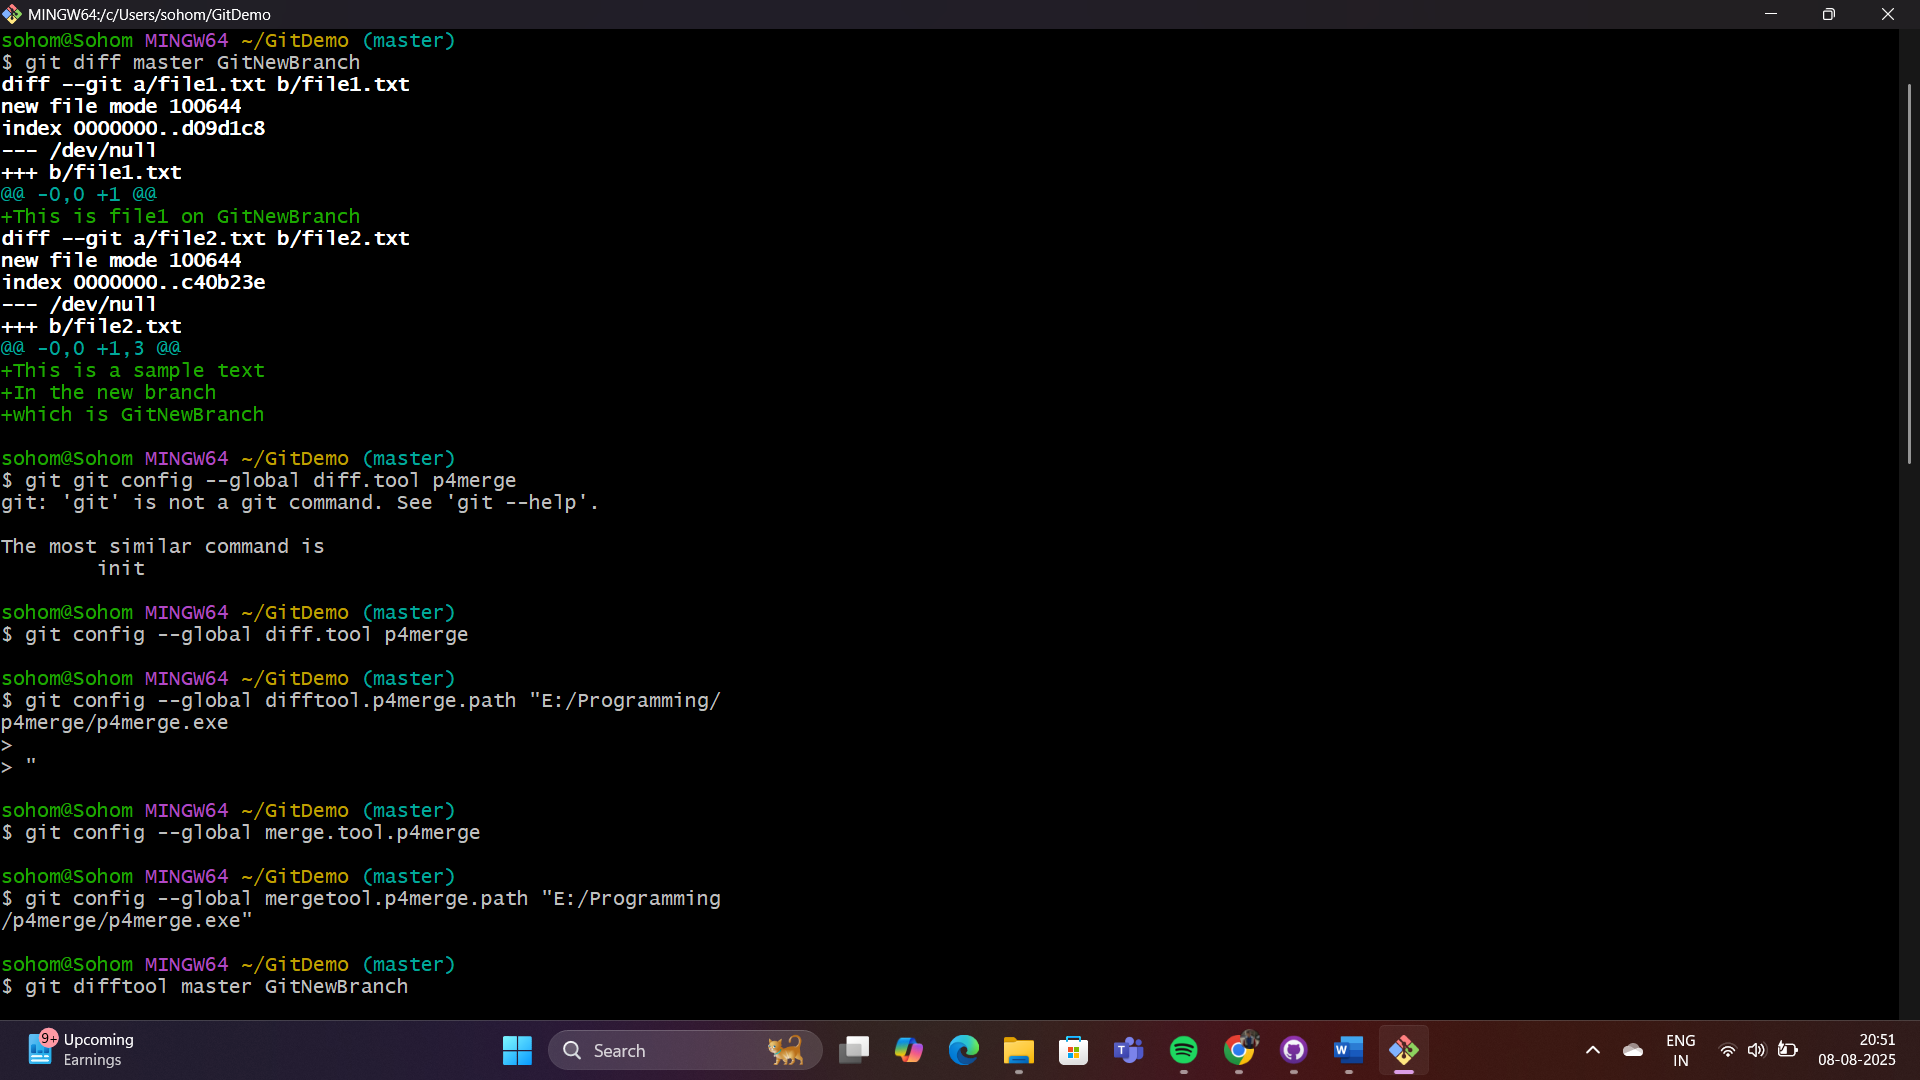 MINGW64:/c/Users/sohom/GitDemo
sohom@Sohom MINGW64 ~/GitDemo (master)
$ git diff master GitNewBranch
diff --git a/file1.txt b/file1.txt
new file mode 100644
index 0000000..d09d1c8
--- /dev/null
+++ b/file1.txt
@@ -0,0 +1 @@
+This is file1 on GitNewBranch
diff --git a/file2.txt b/file2.txt
new file mode 100644
index 0000000..c40b23e
--- /dev/null
+++ b/file2.txt
@@ -0,0 +1,3 @@
+This is a sample text
+In the new branch
+which is GitNewBranch
sohom@Sohom MINGW64 ~/GitDemo (master)
$ git git config --global diff.tool p4merge
git: 'git' is not a git command. See 'git --help'.
The most similar command is
init
sohom@Sohom MINGW64 ~/GitDemo (master)
$ git config --global diff.tool p4merge
sohom@Sohom MINGW64 ~/GitDemo (master)
$ git config --global difftool.p4merge.path "E:/Programming/
p4merge/p4merge.exe
>
> "
sohom@Sohom MINGW64 ~/GitDemo (master)
$ git config --global merge.tool.p4merge
sohom@Sohom MINGW64 ~/GitDemo (master)
$ git config --global mergetool.p4merge.path "E:/Programming
/p4merge/p4merge.exe"
sohom@Sohom MINGW64 ~/GitDemo (master)
$ git difftool master GitNewBranch
9+
Upcoming
Earnings
Search
ENG
IN
20:51
08-08-2025